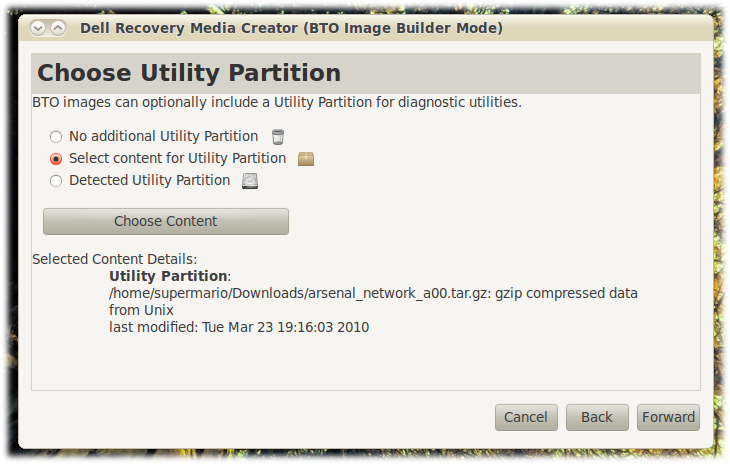 Dell Recovery Media Creator (BTO Image Builder Mode)
Choose Utility Partition
BTO images can optionally include a Utility Partition for diagnostic utilities.
No additional Utility Partition
Select content for Utility Partition
Detected Utility Partition
Choose Content
Selected Content Details:
Utility Partition:
/home/supermario/Downloads/arsenal_network_a00.tar.gz: gzip compressed data
from Unix
last modified: Tue Mar 23 19:16:03 2010
Cancel Back Forward